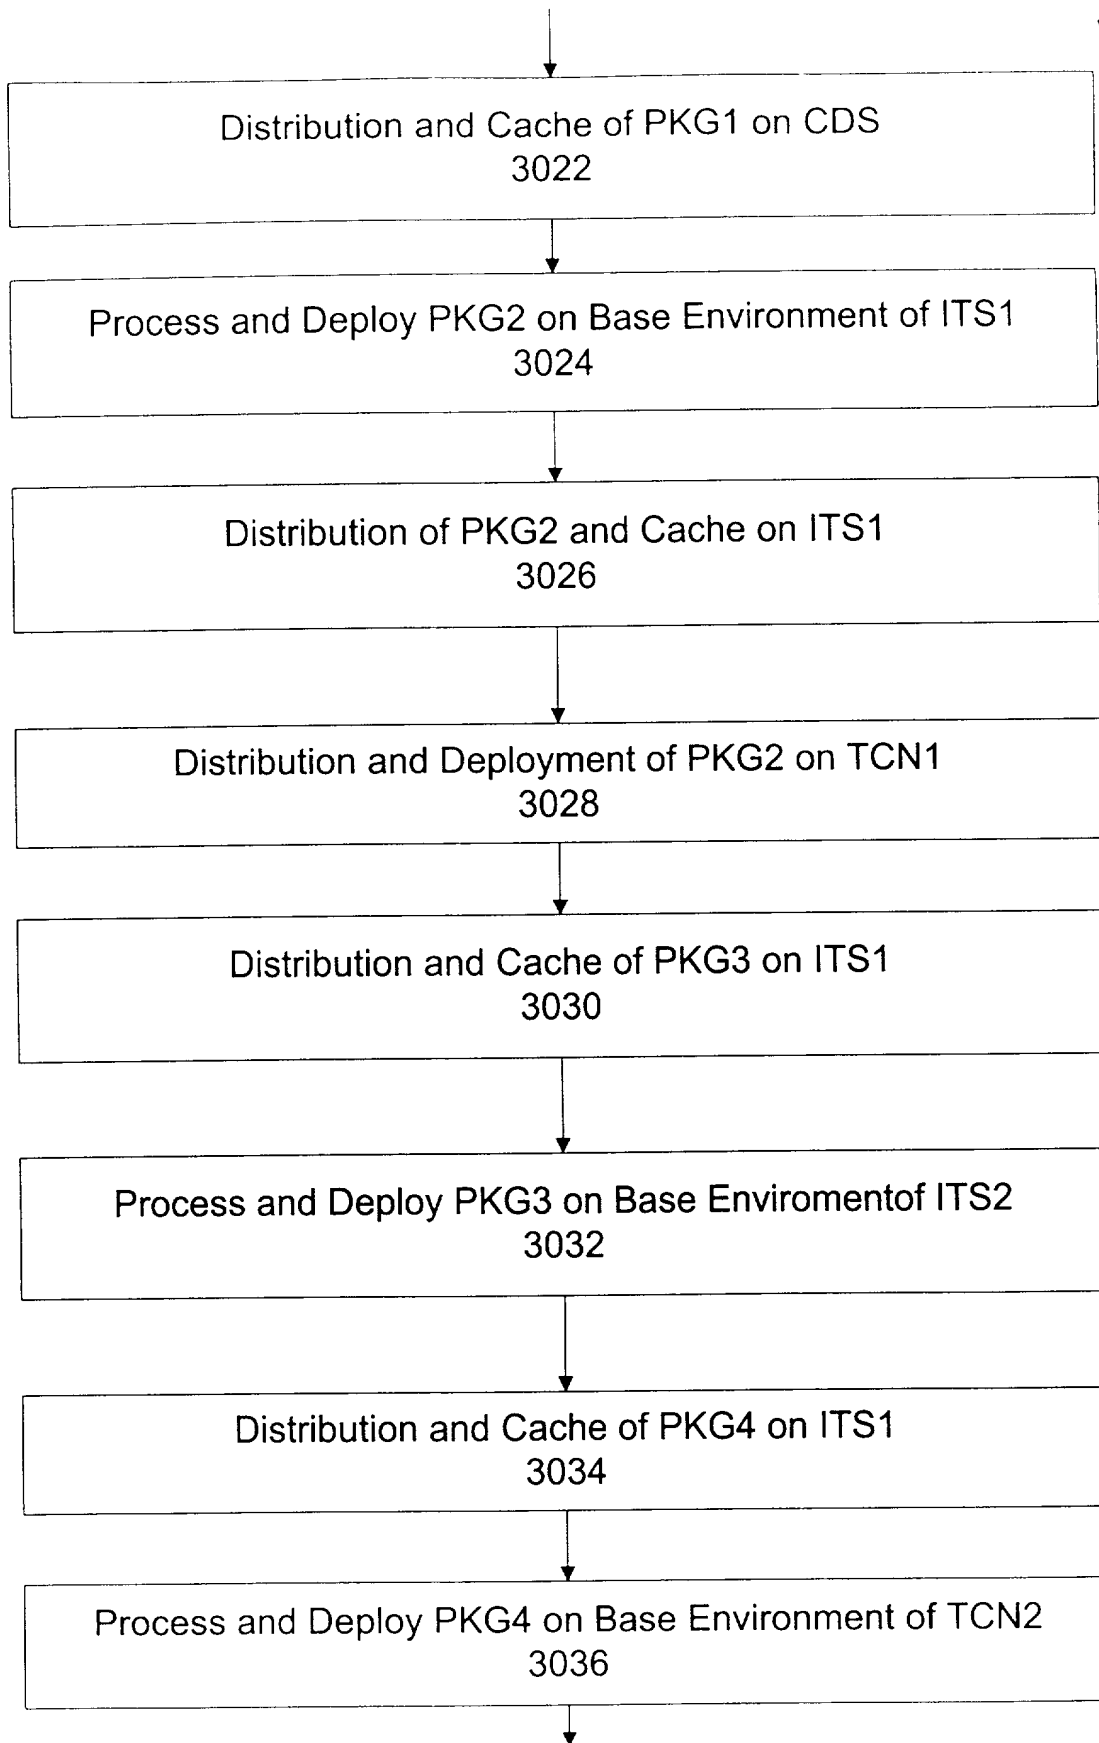 Distribution and Cache of PKG1 on CDS
3022
Process and Deploy PKG2 on Base Environment of ITS1
3024
Distribution of PKG2 and Cache on ITS1
3026
Distribution and Deployment of PKG2 on TCN1
3028
Distribution and Cache of PKG3 on ITS1
3030
Process and Deploy PKG3 on Base Enviromentof ITS2
3032
Distribution and Cache of PKG4 on ITS1
3034
Process and Deploy PKG4 on Base Environment of TCN2
3036